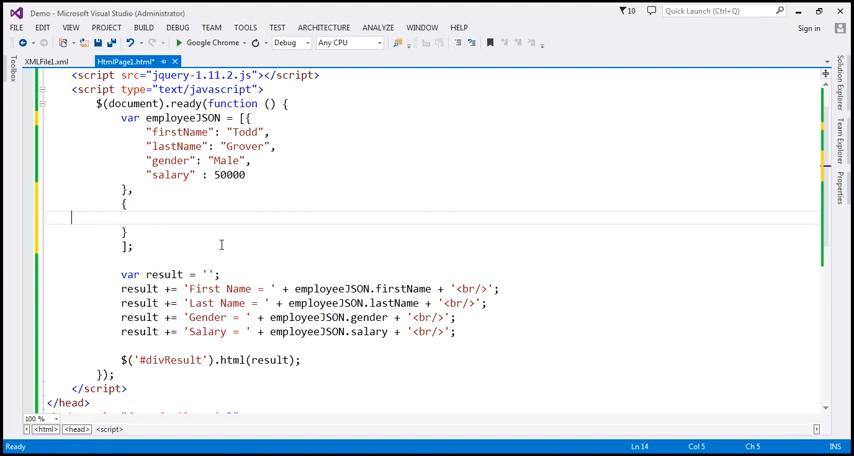 Demo - Microsoft Visual Studio (Administrator)
10
Quick Launch (Ctrl+Q)
FILE EDIT VIEW PROJECT BUILD DEBUG TEAM TOOLS TEST ARCHITECTURE ANALYZE WINDOW HELP
Sign in
Google Chrome Debug Any CPU
XMLFile1.xml HtmlPage1.html*
Toolbox
Solution Explorer
Team Explorer
Properties
<script src="jquery-1.11.2.js"></script>
<script type="text/javascript">
$(document).ready(function () {
var employeeJSON = [{
"firstName": "Todd",
"lastName": "Grover",
"gender": "Male",
"salary" : 50000
},
{
}
];
var result = '';
result += 'First Name = ' + employeeJSON.firstName + '<br/>';
result += 'Last Name = ' + employeeJSON.lastName + '<br/>';
result += 'Gender = ' + employeeJSON.gender + '<br/>';
result += 'Salary = ' + employeeJSON.salary + '<br/>';
$('#divResult').html(result);
});
</script>
</head>
100 %
<html> <head> <script>
Ready Ln 14 Col 5 Ch 5 INS